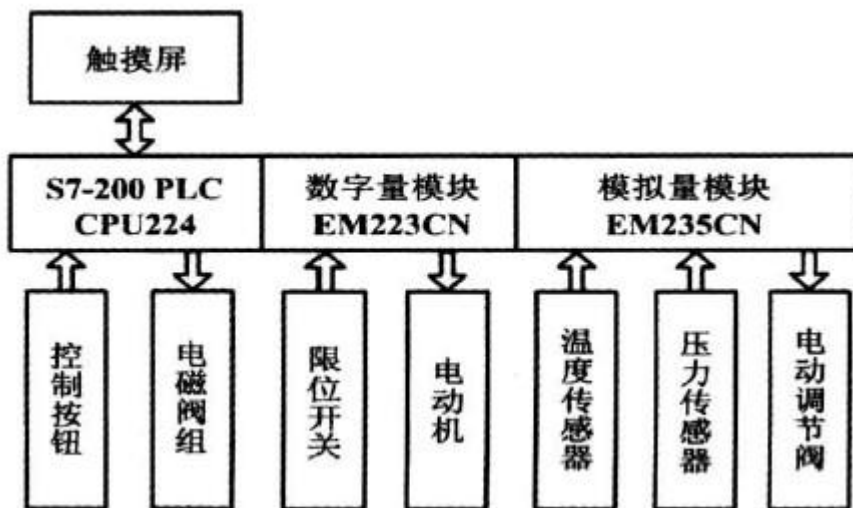 触摸屏
S7-200 PLC
CPU224
数字量模块
EM223CN
模拟量模块
EM235CN
控制按钮
电磁阀组
限位开关
电动机
温度传感器
压力传感器
电动调节阀